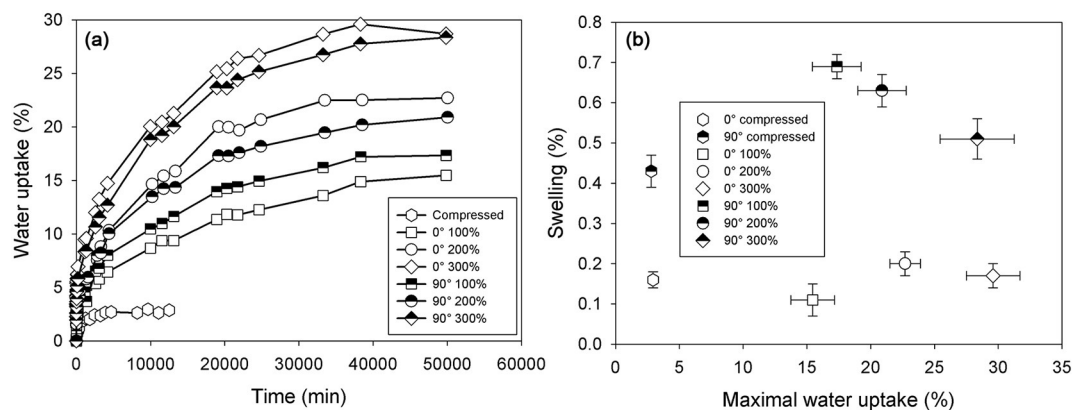 (a)
Water uptake (%)
30
25
20
15
10
5
0
0 10000 20000 30000 40000 50000 60000
Time (min)
Compressed
0° 100%
0° 200%
0° 300%
90° 100%
90° 200%
90° 300%
(b)
Swelling (%)
0.8
0.7
0.6
0.5
0.4
0.3
0.2
0.1
0.0
0 5 10 15 20 25 30 35
Maximal water uptake (%)
0° compressed
90° compressed
0° 100%
0° 200%
0° 300%
90° 100%
90° 200%
90° 300%